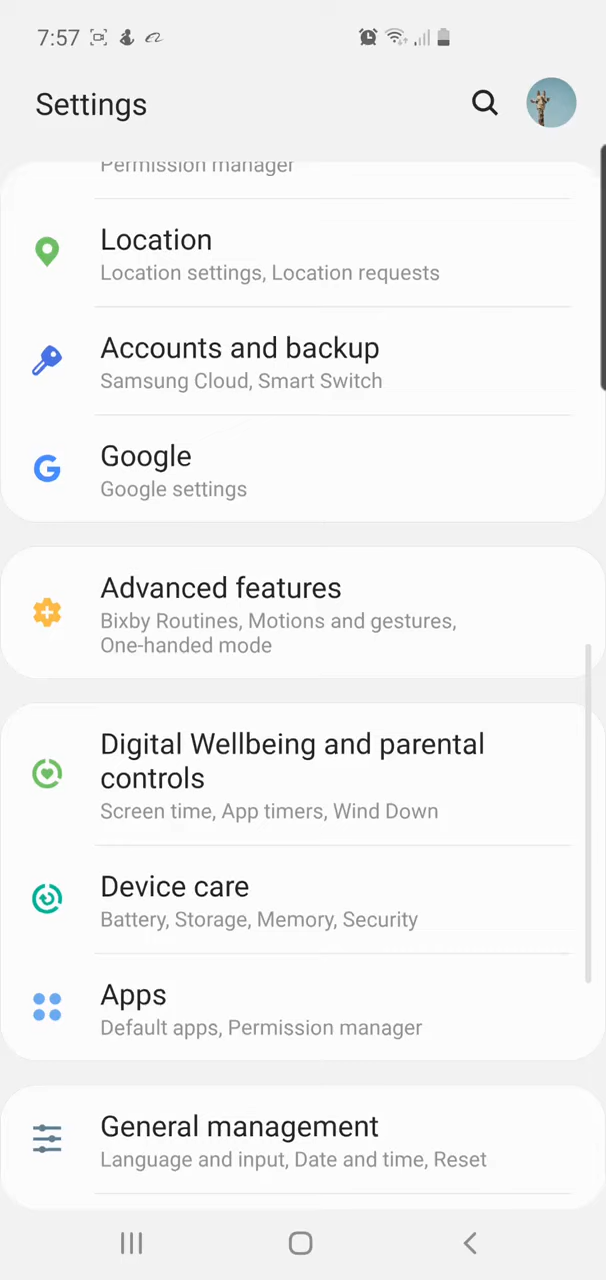 7:57
Settings
Permission manager
Location
Location settings, Location requests
Accounts and backup
Samsung Cloud, Smart Switch
Google
Google settings
Advanced features
Bixby Routines, Motions and gestures,
One-handed mode
Digital Wellbeing and parental
controls
Screen time, App timers, Wind Down
Device care
Battery, Storage, Memory, Security
Apps
Default apps, Permission manager
General management
Language and input, Date and time, Reset